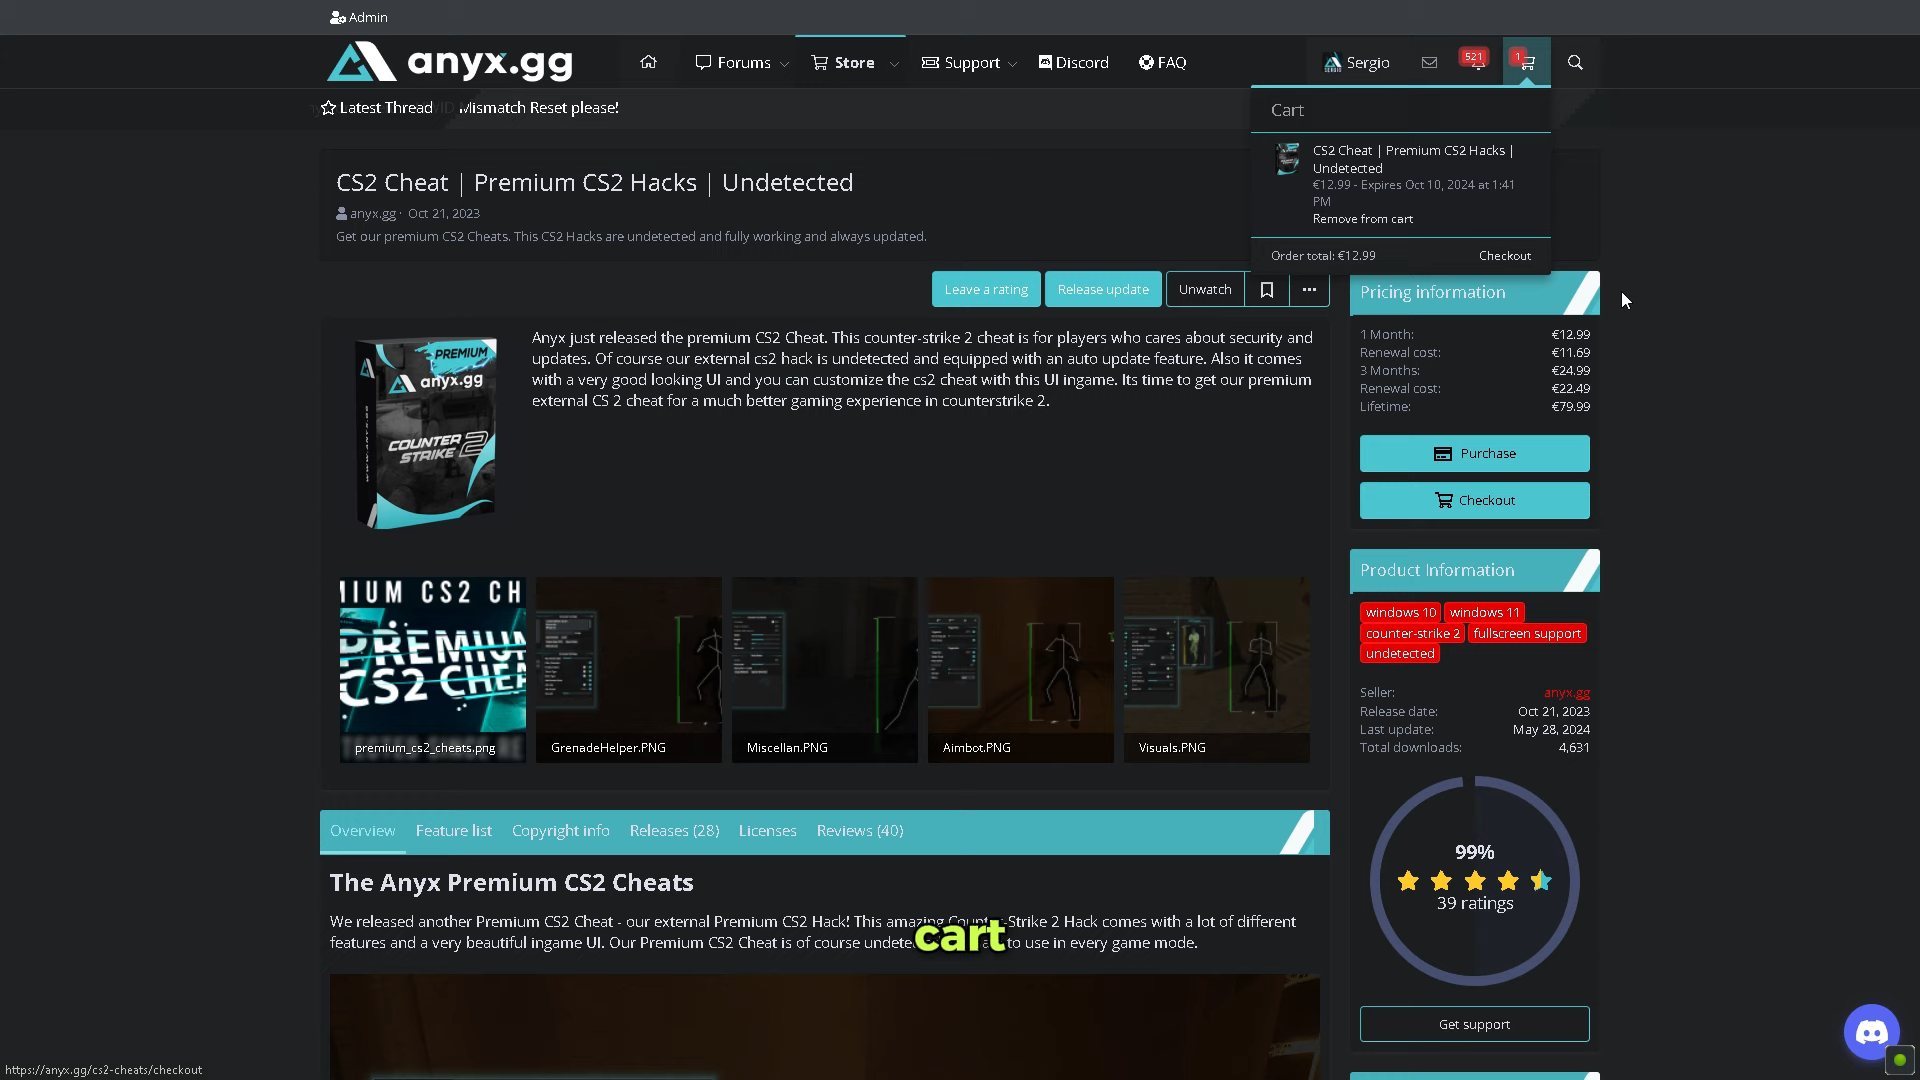 Admin
anyx.gg
Forums
Store
Support
Discord
FAQ
Sergio
521
1
Latest Thread
Mismatch Reset please!
Cart
CS2 Cheat | Premium CS2 Hacks |
Undetected
€12.99 - Expires Oct 10, 2024 at 1:41
PM
Remove from cart
Order total: €12.99
Checkout
CS2 Cheat | Premium CS2 Hacks | Undetected
anyx.gg · Oct 21, 2023
Get our premium CS2 Cheats. This CS2 Hacks are undetected and fully working and always updated.
Leave a rating
Release update
Unwatch
PREMIUM
anyx.gg
COUNTER
STRIKE 2
Anyx just released the premium CS2 Cheat. This counter-strike 2 cheat is for players who cares about security and
updates. Of course our external cs2 hack is undetected and equipped with an auto update feature. Also it comes
with a very good looking UI and you can customize the cs2 cheat with this UI ingame. Its time to get our premium
external CS 2 cheat for a much better gaming experience in counterstrike 2.
Pricing information
1 Month: €12.99
Renewal cost: €11.69
3 Months: €24.99
Renewal cost: €22.49
Lifetime: €79.99
Purchase
Checkout
Product Information
windows 10 windows 11
counter-strike 2 fullscreen support
undetected
Seller: anyx.gg
Release date: Oct 21, 2023
Last update: May 28, 2024
Total downloads: 4,631
99%
39 ratings
Get support
premium_cs2_cheats.png
GrenadeHelper.PNG
Miscellan.PNG
Aimbot.PNG
Visuals.PNG
Overview
Feature list
Copyright info
Releases (28)
Licenses
Reviews (40)
The Anyx Premium CS2 Cheats
We released another Premium CS2 Cheat - our external Premium CS2 Hack! This amazing Counter-Strike 2 Hack comes with a lot of different
features and a very beautiful ingame UI. Our Premium CS2 Cheat is of course to use in every game mode.
cart
https://anyx.gg/cs2-cheats/checkout